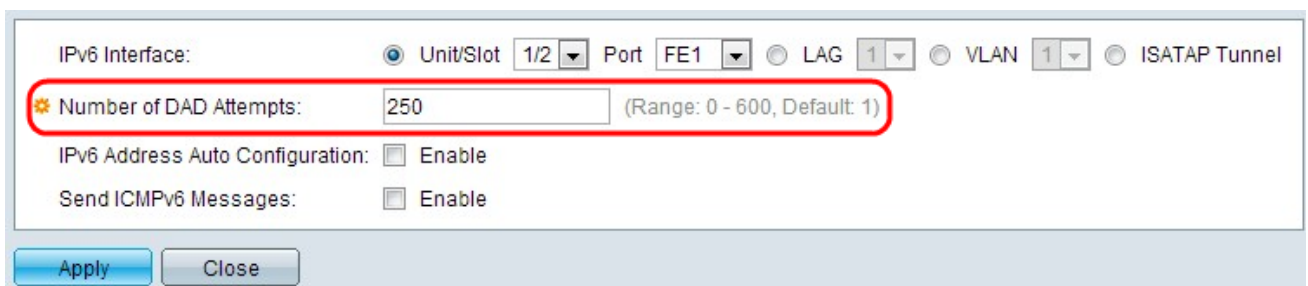 IPv6 Interface: Unit/Slot 1/2 Port FE1 LAG 1 VLAN 1 ISATAP Tunnel
Number of DAD Attempts: 250 (Range: 0 - 600, Default: 1)
IPv6 Address Auto Configuration: Enable
Send ICMPv6 Messages: Enable
Apply Close